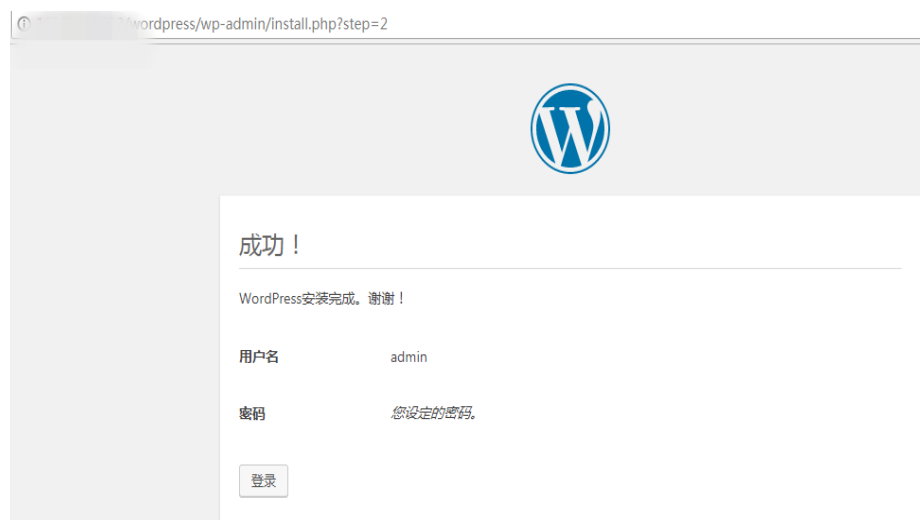 /wordpress/wp-admin/install.php?step=2
成功！
WordPress安装完成。谢谢！
用户名 admin
密码 您设定的密码。
登录